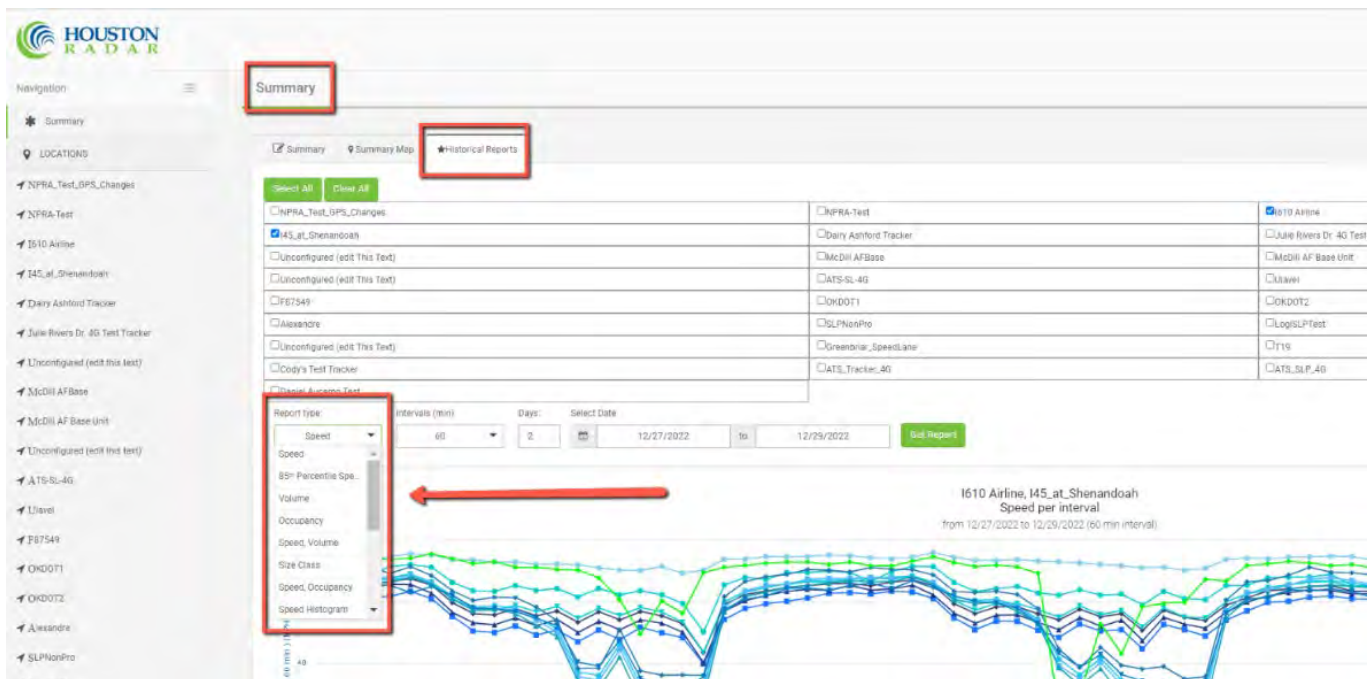 HOUSTON
RADAR
Navigation
Summary
LOCATIONS
NPRA_Test_GPS_Changes
NPRA-Test
I610 Airline
I45_at_Shenandoah
Dairy Ashford Tracker
Julie Rivers Dr. 4G Test Tracker
Unconfigured (edit this text)
McDill AFBase
McDill AF Base Unit
Unconfigured (edit this text)
ATS-SL-4G
F87549
OKDOT1
OKDOT2
Alexandre
SLPNonPro
Summary
Summary Summary Map Historical Reports
Select All Clear All
NPRA_Test_GPS_Changes NPRA-Test I610 Airline
I45_at_Shenandoah Dairy Ashford Tracker Julie Rivers Dr. 4G Test
Unconfigured (edit This Text) McDill AFBase McDill AF Base Unit
Unconfigured (edit This Text) ATS-SL-4G
F87549 OKDOT1 OKDOT2
Alexandre SLPNonPro LogiSLPTest
Unconfigured (edit This Text) Greenbriar_SpeedLane T19
Cody's Test Tracker ATS_Tracker_4G ATS_SLP_4G
Report type: Intervals (min) Days: Select Date
Speed 60 2 12/27/2022 to 12/29/2022 Get Report
Speed
85th Percentile Spe...
Volume
Occupancy
Speed, Volume
Size Class
Speed, Occupancy
Speed Histogram
I610 Airline, I45_at_Shenandoah
Speed per interval
from 12/27/2022 to 12/29/2022 (60 min interval)
40